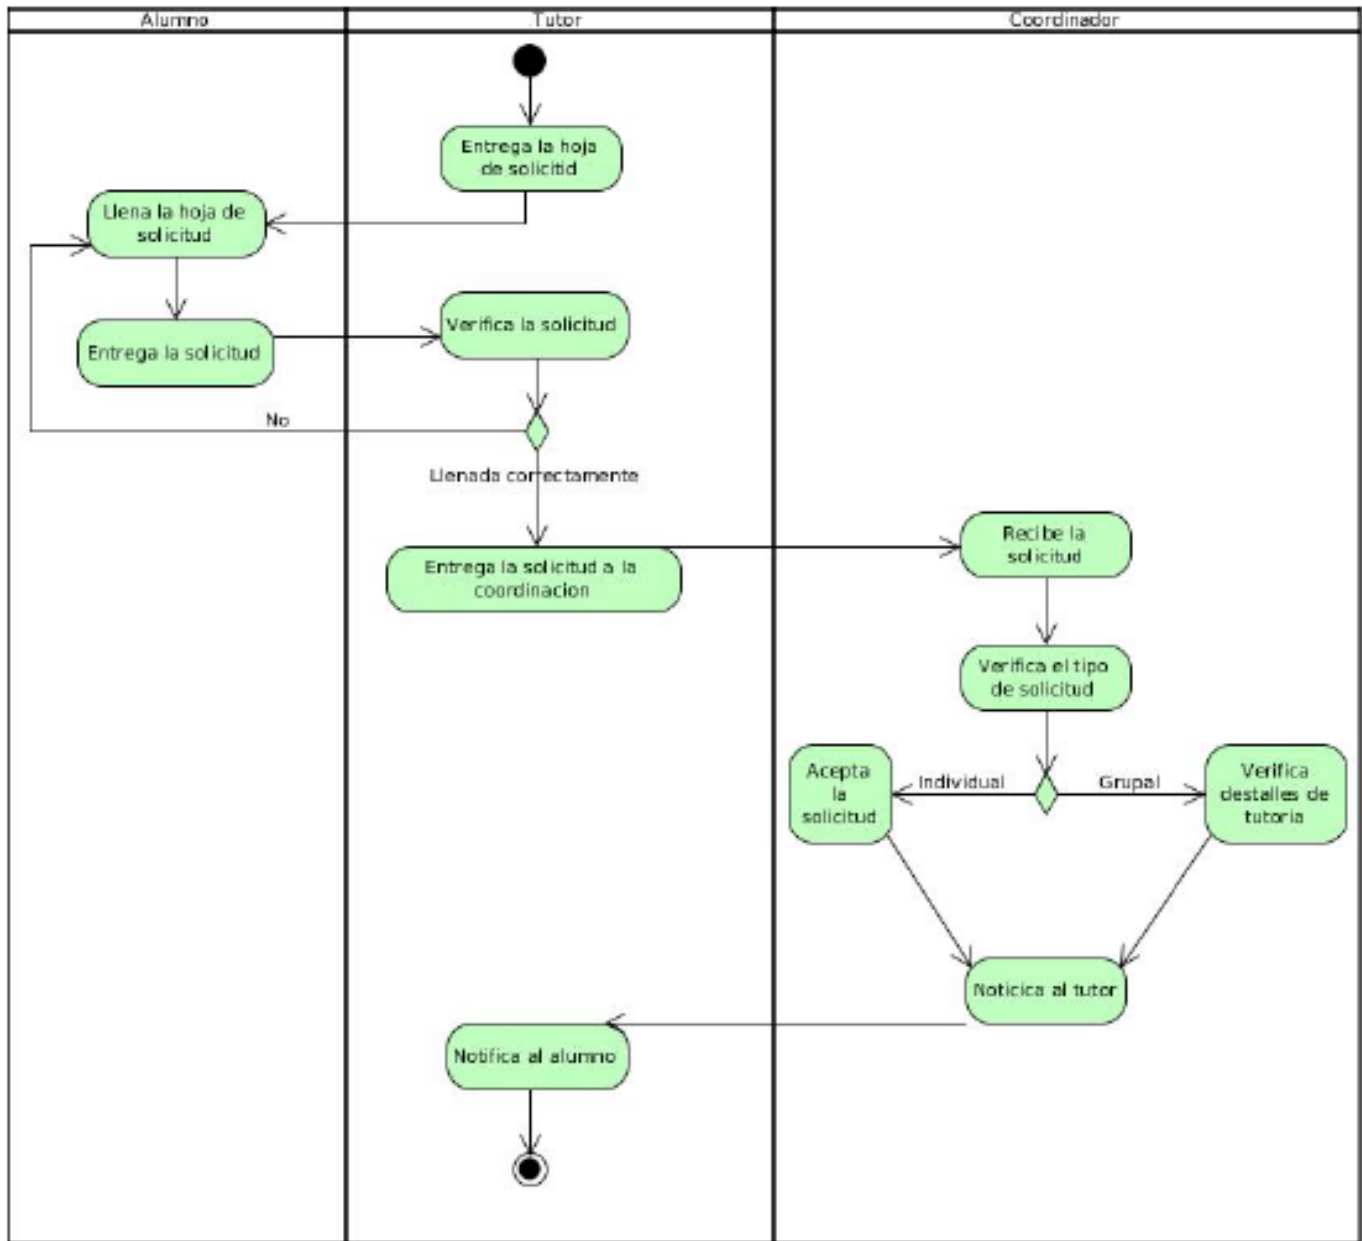 Alumno
Tutor
Coordinador
Entrega la hoja
de solicitid
Llena la hoja de
solicitud
Entrega la solicitud
Verifica la solicitud
No
Llenada correctamente
Entrega la solicitud a la
coordinacion
Recibe la
solicitud
Verifica el tipo
de solicitud
Acepta
la
solicitud
Individual
Grupal
Verifica
destalles de
tutoria
Noticica al tutor
Notifica al alumno